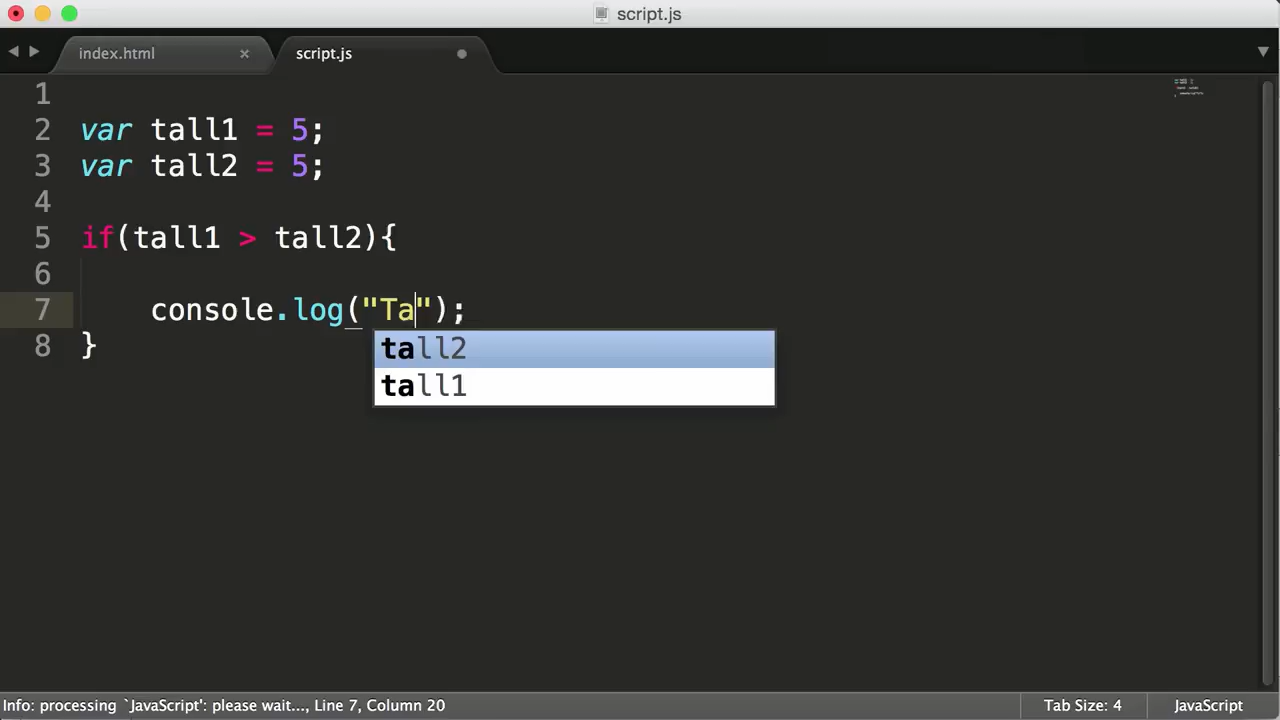 script.js
index.html × script.js
1
2 var tall1 = 5;
3 var tall2 = 5;
4
5 if(tall1 > tall2){
6
7 console.log("Ta");
8 }
tall2
tall1
Info: processing `JavaScript': please wait..., Line 7, Column 20 Tab Size: 4 JavaScript